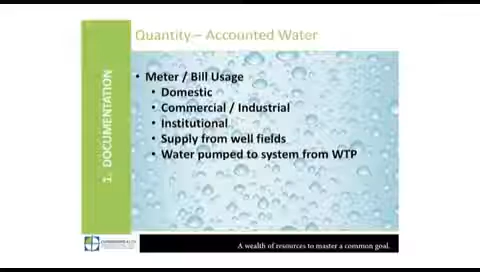 Quantity – Accounted Water
1. DOCUMENTATION
• Meter / Bill Usage
• Domestic
• Commercial / Industrial
• Institutional
• Supply from well fields
• Water pumped to system from WTP
A wealth of resources to master a common goal.